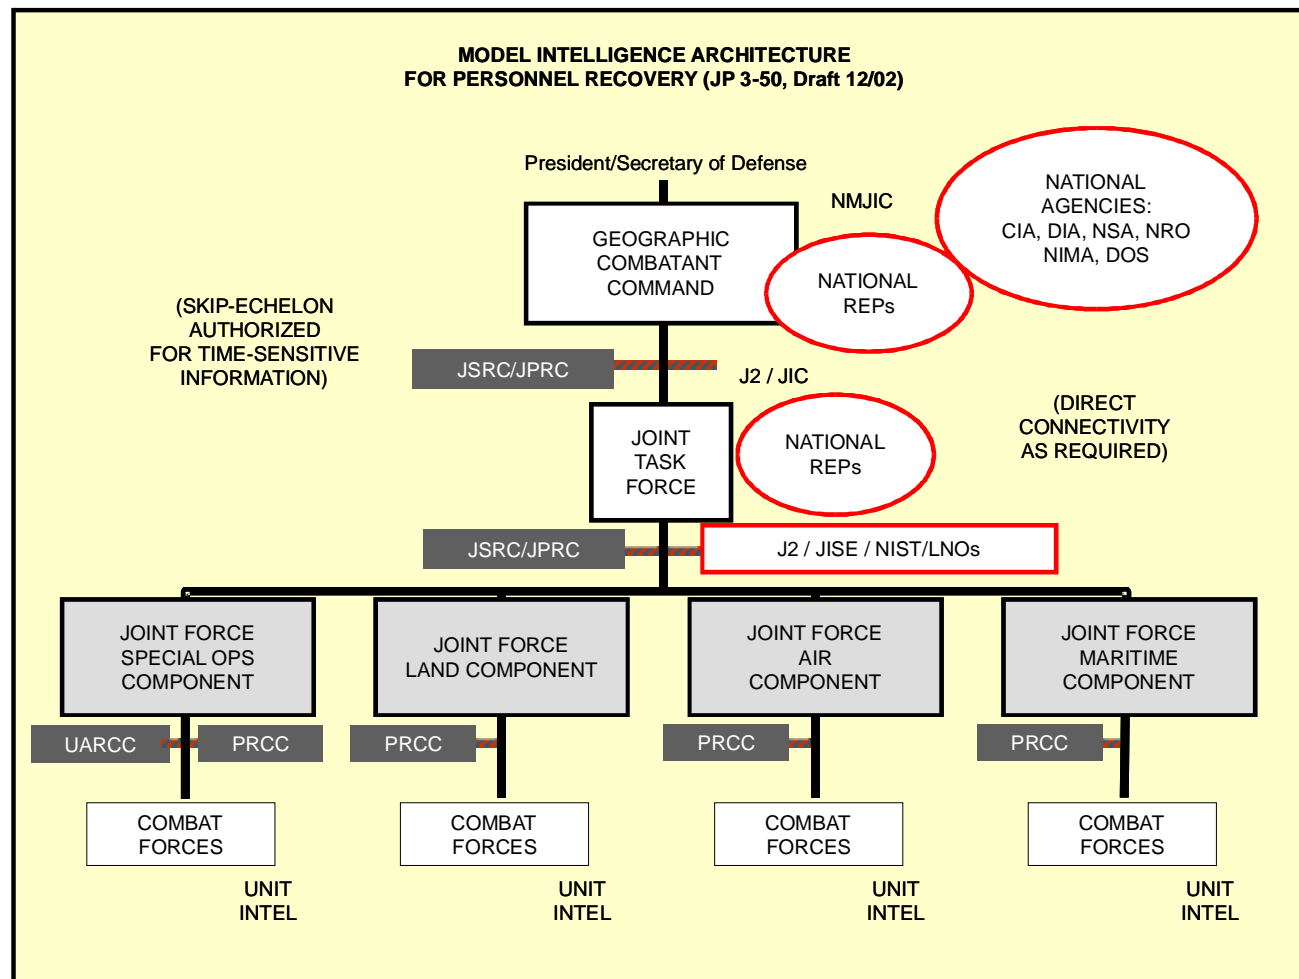 MODEL INTELLIGENCE ARCHITECTURE
FOR PERSONNEL RECOVERY (JP 3-50, Draft 12/02)
President/Secretary of Defense
NMJIC
NATIONAL
AGENCIES:
CIA, DIA, NSA, NRO
NIMA, DOS
GEOGRAPHIC
COMBATANT
COMMAND
NATIONAL
REPs
(SKIP-ECHELON
AUTHORIZED
FOR TIME-SENSITIVE
INFORMATION)
JSRC/JPRC
J2 / JIC
JOINT
TASK
FORCE
NATIONAL
REPs
(DIRECT
CONNECTIVITY
AS REQUIRED)
JSRC/JPRC
J2 / JISE / NIST/LNOs
JOINT FORCE
SPECIAL OPS
COMPONENT
JOINT FORCE
LAND COMPONENT
JOINT FORCE
AIR
COMPONENT
JOINT FORCE
MARITIME
COMPONENT
UARCC
PRCC
PRCC
PRCC
PRCC
COMBAT
FORCES
COMBAT
FORCES
COMBAT
FORCES
COMBAT
FORCES
UNIT
INTEL
UNIT
INTEL
UNIT
INTEL
UNIT
INTEL